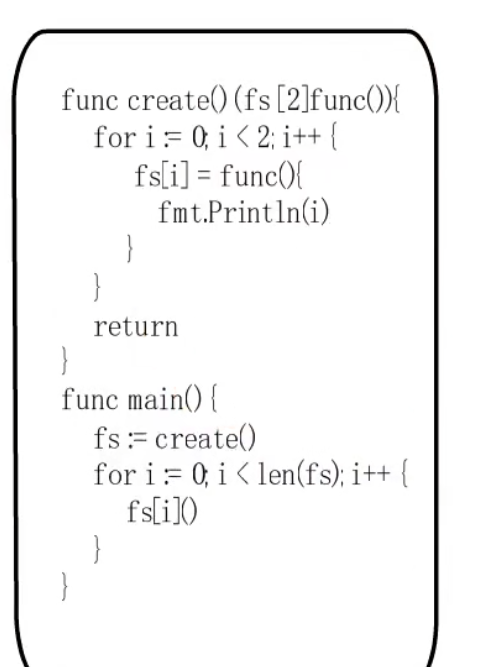 func create()(fs [2]func()){
for i := 0; i < 2; i++ {
fs[i] = func(){
fmt.Println(i)
}
}
return
}
func main() {
fs := create()
for i := 0; i < len(fs); i++ {
fs[i]()
}
}